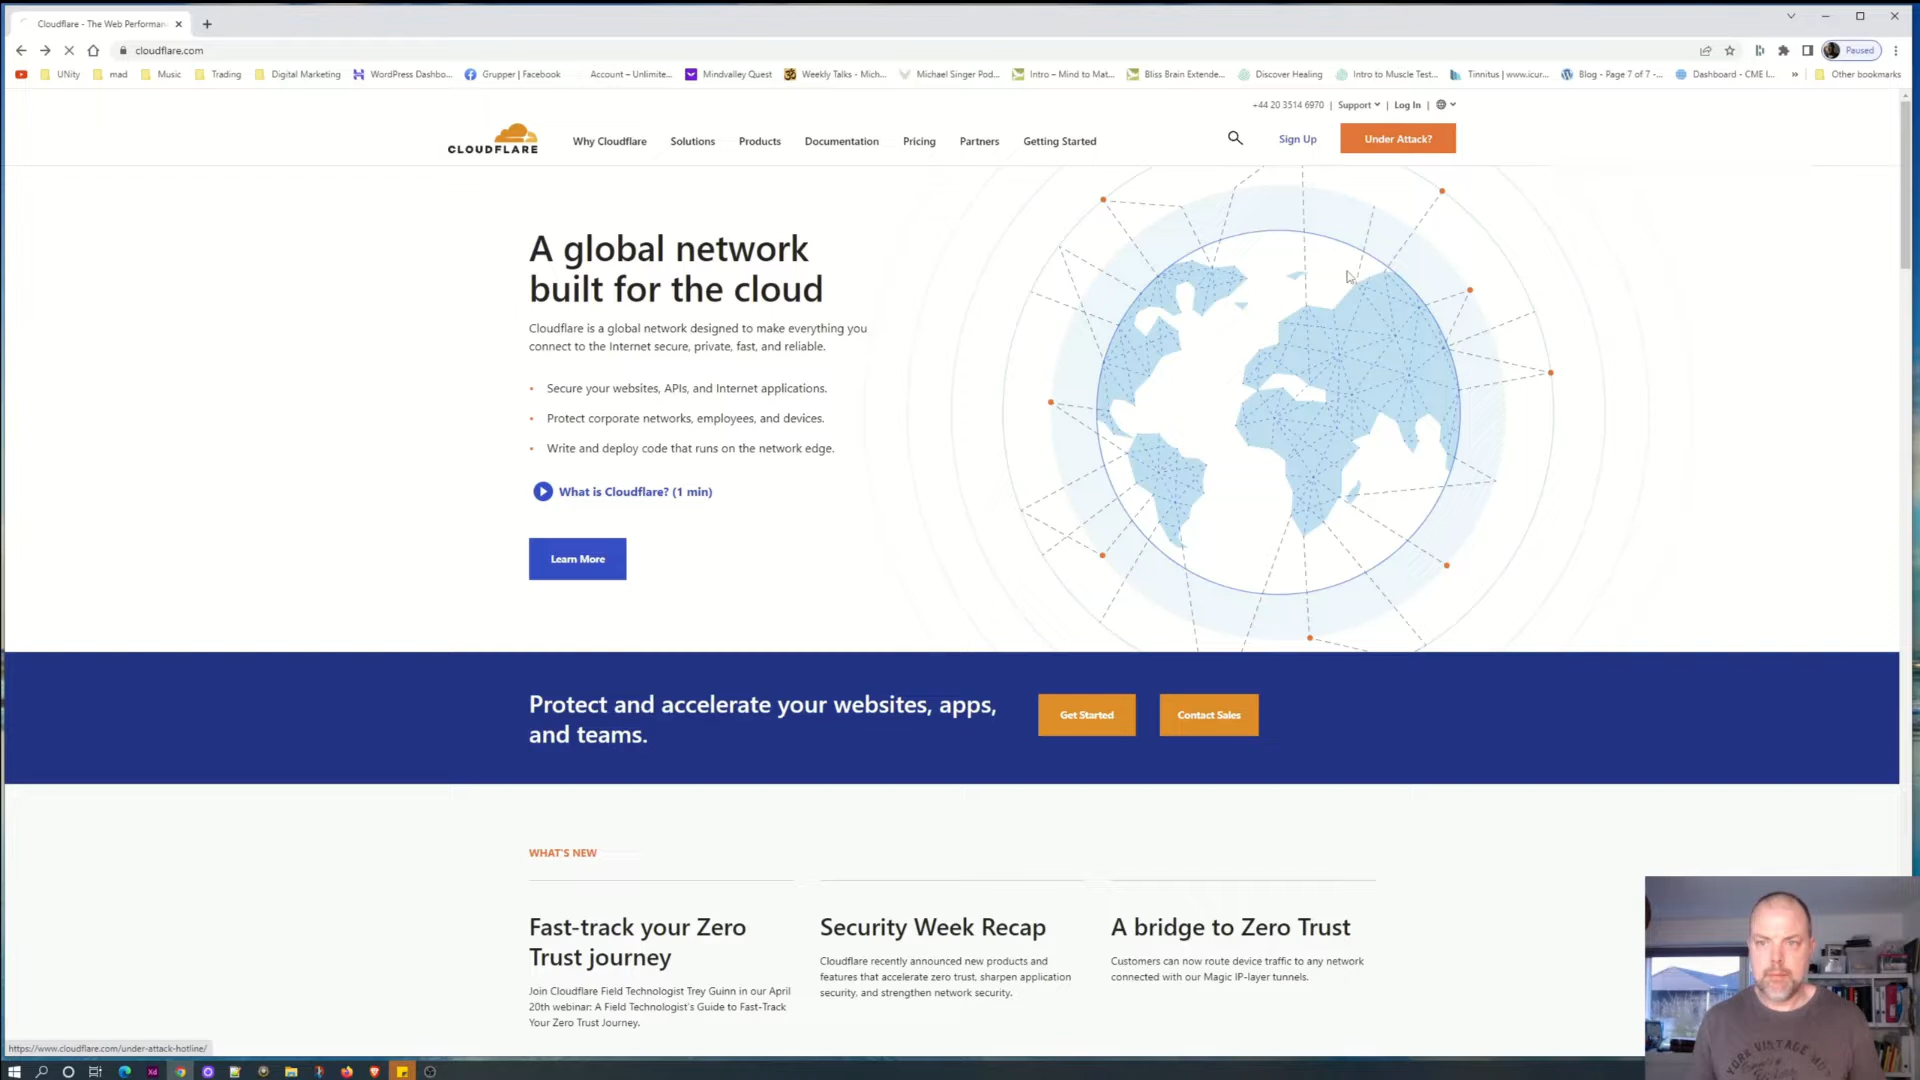 Cloudflare - The Web Performan
cloudflare.com
Paused
UNity
mad
Music
Trading
Digital Marketing
WordPress Dashbo...
Grupper | Facebook
Account – Unlimite...
Mindvalley Quest
Weekly Talks - Mich...
Michael Singer Pod...
Intro – Mind to Mat...
Bliss Brain Extende...
Discover Healing
Intro to Muscle Test...
Tinnitus | www.icur...
Blog - Page 7 of 7 -...
Dashboard - CME I...
»
Other bookmarks
+44 20 3514 6970 | Support | Log In |
CLOUDFLARE
Why Cloudflare
Solutions
Products
Documentation
Pricing
Partners
Getting Started
Sign Up
Under Attack?
A global network
built for the cloud
Cloudflare is a global network designed to make everything you
connect to the Internet secure, private, fast, and reliable.
• Secure your websites, APIs, and Internet applications.
• Protect corporate networks, employees, and devices.
• Write and deploy code that runs on the network edge.
What is Cloudflare? (1 min)
Learn More
Protect and accelerate your websites, apps,
and teams.
Get Started
Contact Sales
WHAT'S NEW
Fast-track your Zero
Trust journey
Join Cloudflare Field Technologist Trey Guinn in our April
20th webinar: A Field Technologist's Guide to Fast-Track
Your Zero Trust Journey.
Security Week Recap
Cloudflare recently announced new products and
features that accelerate zero trust, sharpen application
security, and strengthen network security.
A bridge to Zero Trust
Customers can now route device traffic to any network
connected with our Magic IP-layer tunnels.
https://www.cloudflare.com/under-attack-hotline/
Xd